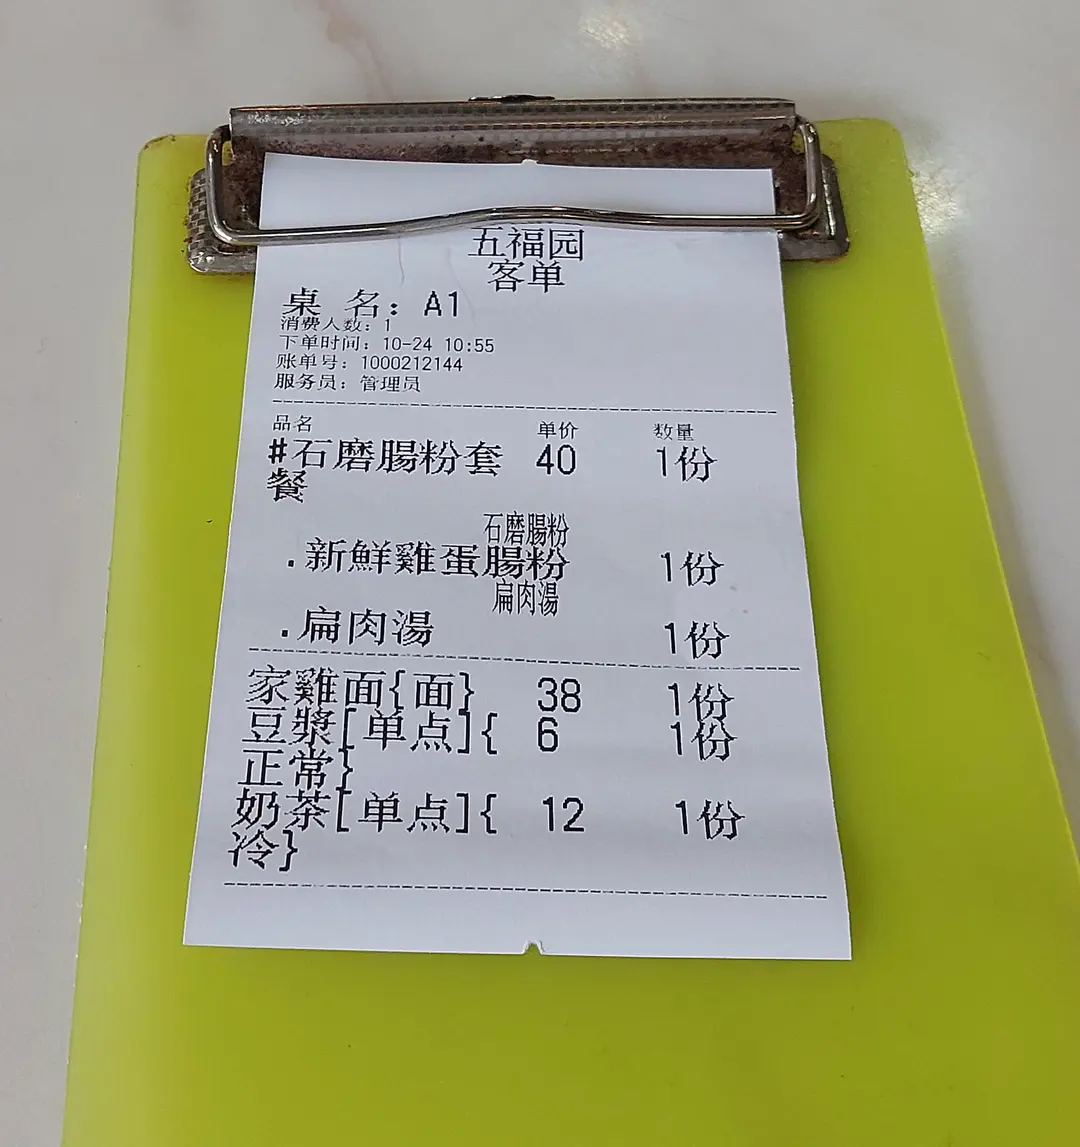 五福园
客单
桌 名：A1
消费人数：1
下单时间：10-24 10:55
账单号：1000212144
服务员：管理员
品名 单价 数量
#石磨腸粉套 40 1份
餐
石磨腸粉
.新鮮雞蛋腸粉 1份
扁肉湯
.扁肉湯 1份
家雞面{面} 38 1份
豆漿[单点]{ 6 1份
正常}
奶茶[单点]{ 12 1份
冷}